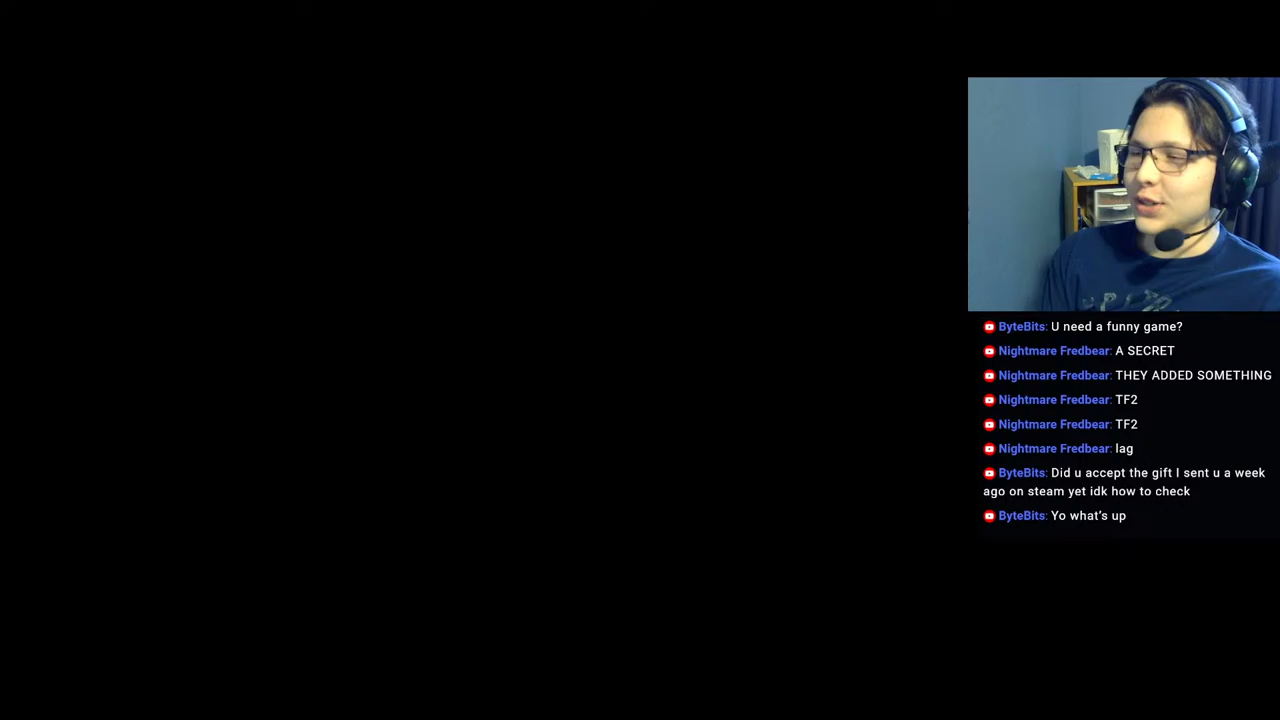 ByteBits: U need a funny game?
Nightmare Fredbear: A SECRET
Nightmare Fredbear: THEY ADDED SOMETHING
Nightmare Fredbear: TF2
Nightmare Fredbear: TF2
Nightmare Fredbear: lag
ByteBits: Did u accept the gift I sent u a week
ago on steam yet idk how to check
ByteBits: Yo what’s up